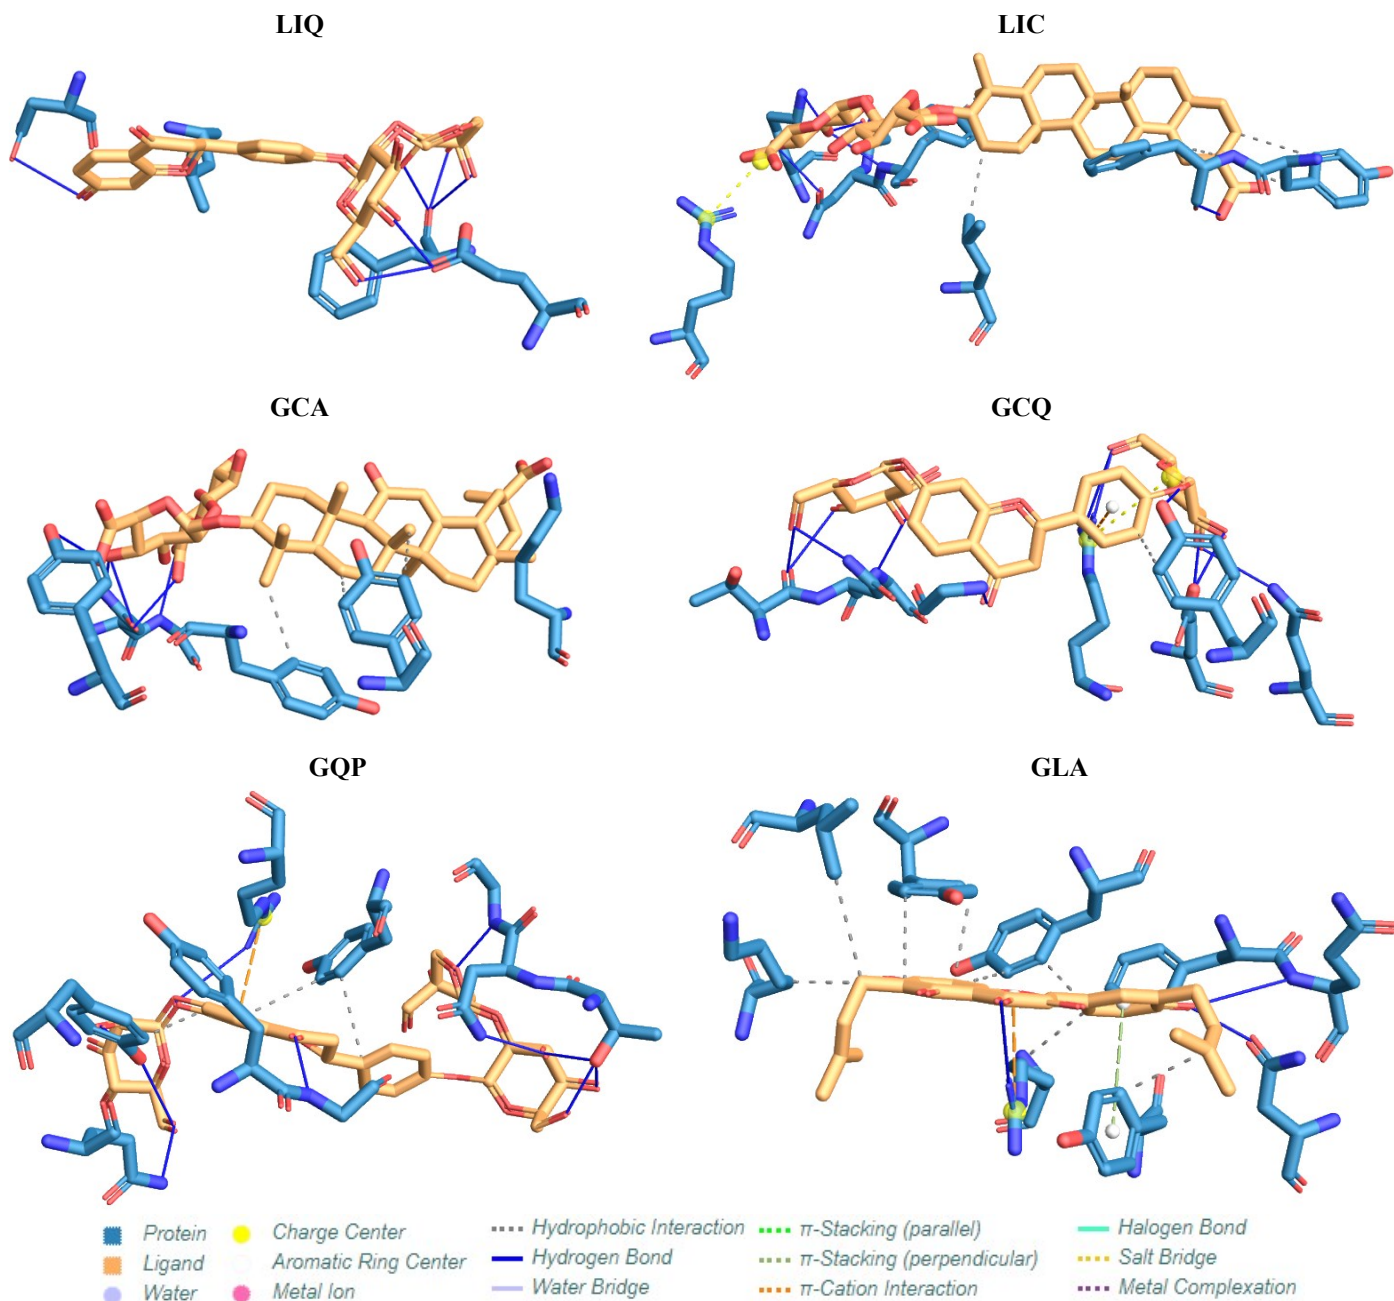 LIQ
LIC
GCA
GCQ
GQP
GLA
Protein
Charge Center
Hydrophobic Interaction
π-Stacking (parallel)
Halogen Bond
Ligand
Aromatic Ring Center
Hydrogen Bond
π-Stacking (perpendicular)
Salt Bridge
Water
Metal Ion
Water Bridge
π-Cation Interaction
Metal Complexation